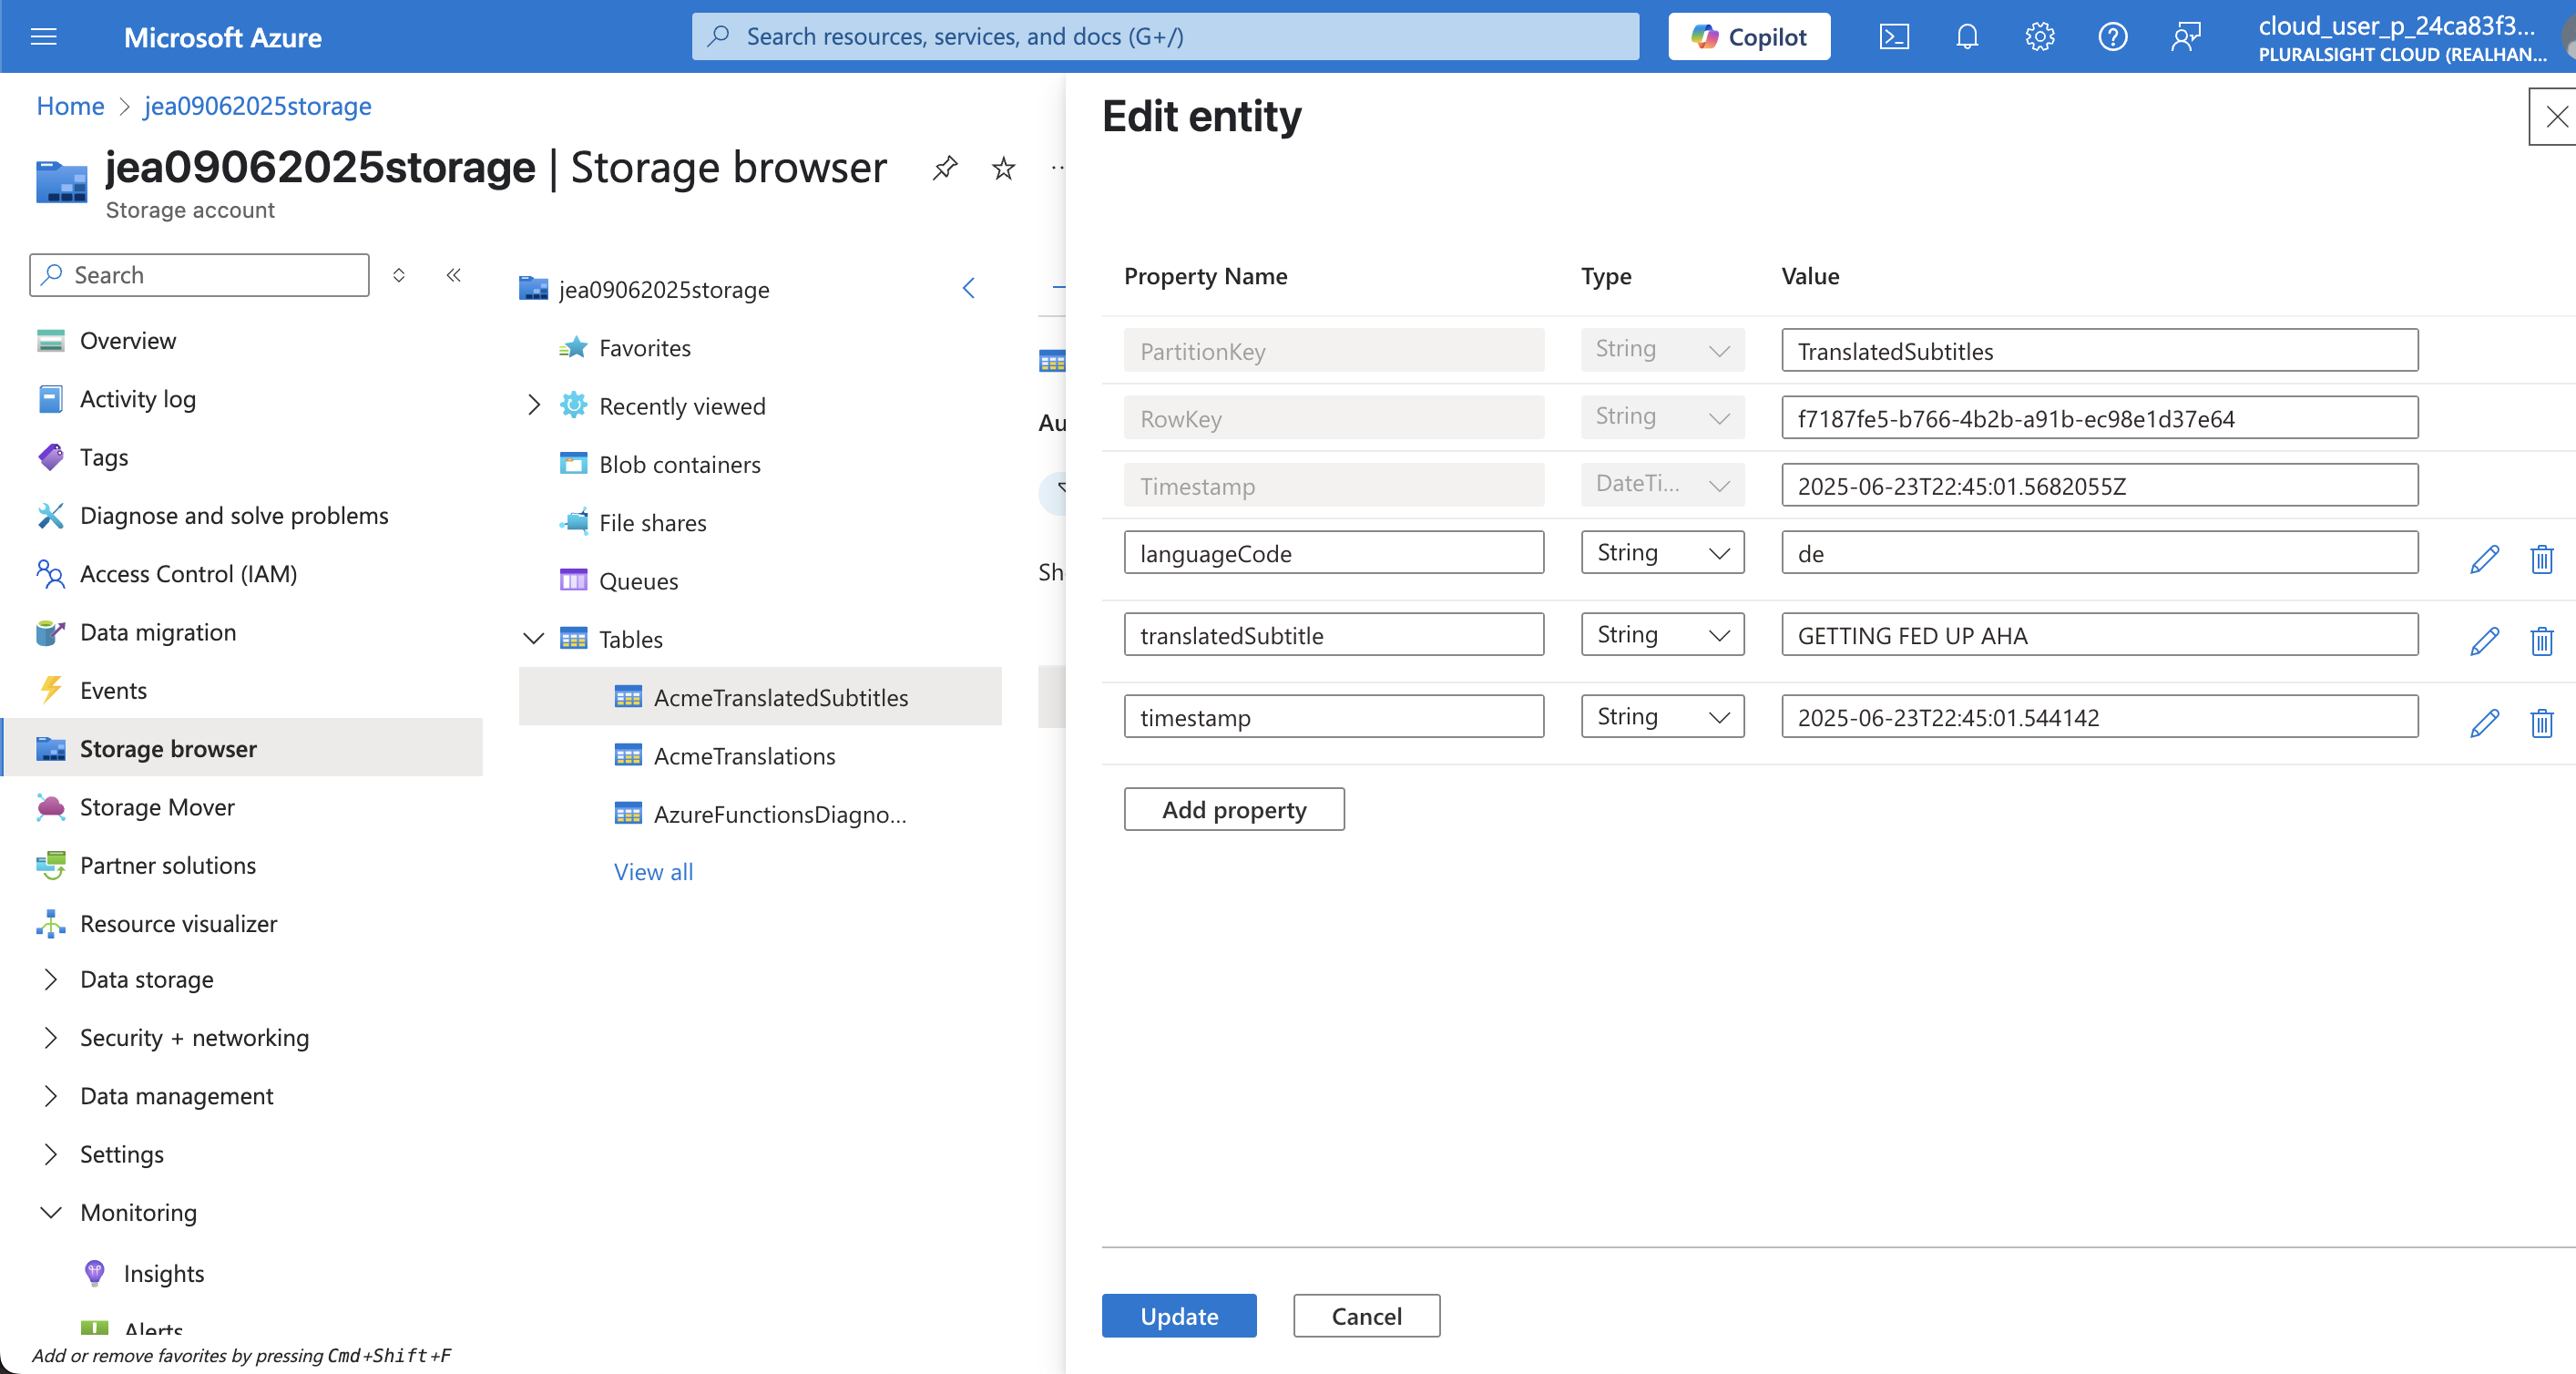 Microsoft Azure
Search resources, services, and docs (G+/)
Copilot
cloud_user_p_24ca83f3...
PLURALSIGHT CLOUD (REALHAN...
Home > jea09062025storage
jea09062025storage | Storage browser
Storage account
Search
Overview
Activity log
Tags
Diagnose and solve problems
Access Control (IAM)
Data migration
Events
Storage browser
Storage Mover
Partner solutions
Resource visualizer
Data storage
Security + networking
Data management
Settings
Monitoring
Insights
Alerts
Add or remove favorites by pressing Cmd+Shift+F
jea09062025storage
Favorites
Recently viewed
Blob containers
File shares
Queues
Tables
AcmeTranslatedSubtitles
AcmeTranslations
AzureFunctionsDiagno...
View all
Au
Sh
Edit entity
Property Name Type Value
PartitionKey String TranslatedSubtitles
RowKey String f7187fe5-b766-4b2b-a91b-ec98e1d37e64
Timestamp DateTi... 2025-06-23T22:45:01.5682055Z
languageCode String de
translatedSubtitle String GETTING FED UP AHA
timestamp String 2025-06-23T22:45:01.544142
Add property
Update Cancel